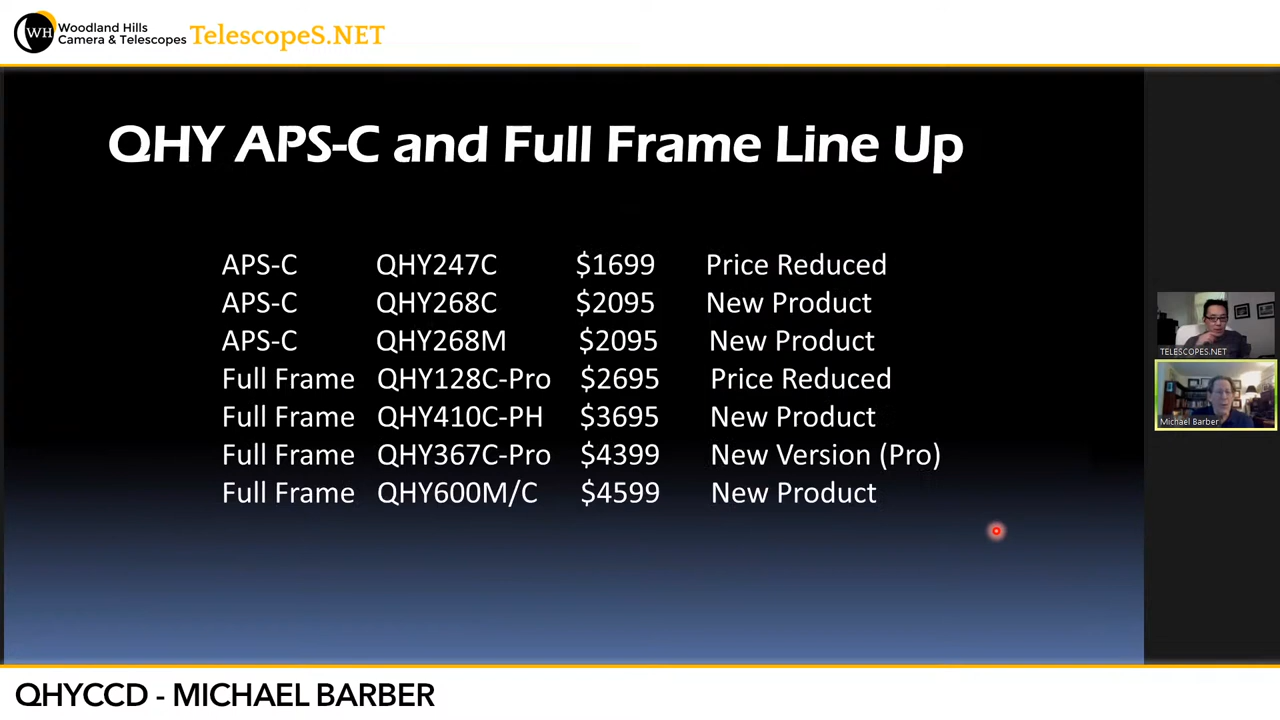 WH
Woodland Hills
Camera & Telescopes
TelescopeS.NET
QHY APS-C and Full Frame Line Up
APS-C QHY247C $1699 Price Reduced
APS-C QHY268C $2095 New Product
APS-C QHY268M $2095 New Product
Full Frame QHY128C-Pro $2695 Price Reduced
Full Frame QHY410C-PH $3695 New Product
Full Frame QHY367C-Pro $4399 New Version (Pro)
Full Frame QHY600M/C $4599 New Product
TELESCOPES.NET
Michael Barber
QHYCCD - MICHAEL BARBER